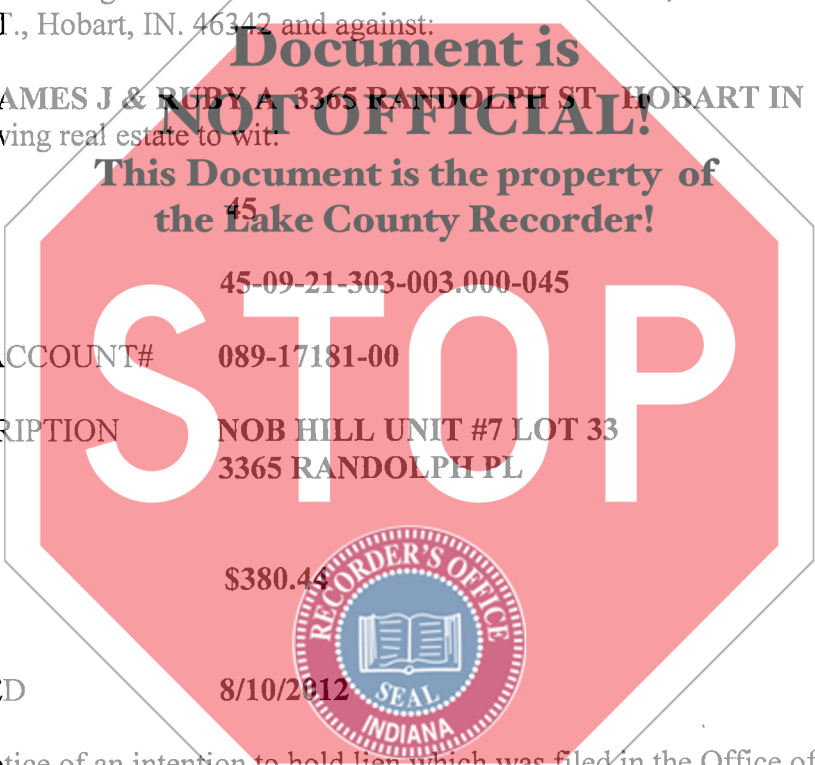 T., Hobart, IN. 46342 and against:
Document is
AMES J & RUBY A 3365 RANDOLPH ST HOBART IN
NOT OFFICIAL!
ving real estate to wit:
This Document is the property of
45
the Lake County Recorder!
45-09-21-303-003.000-045
STOP
ACCOUNT# 089-17181-00
RIPTION NOB HILL UNIT #7 LOT 33
3365 RANDOLPH PL
$380.44
RECORDER'S OFFICE
SEAL
INDIANA
ED 8/10/2012
tice of an intention to hold lien which was filed in the Office of